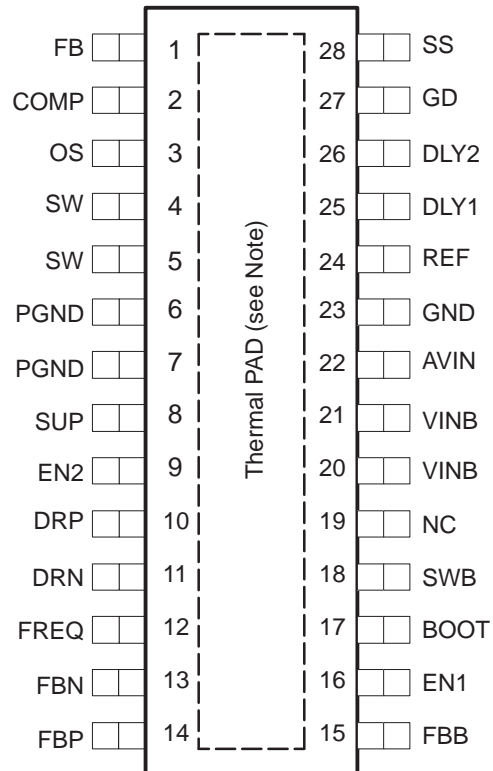 FB 1 28 SS
COMP 2 27 GD
OS 3 26 DLY2
SW 4 25 DLY1
SW 5 24 REF
PGND 6 23 GND
PGND 7 22 AVIN
SUP 8 21 VINB
EN2 9 20 VINB
DRP 10 19 NC
DRN 11 18 SWB
FREQ 12 17 BOOT
FBN 13 16 EN1
FBP 14 15 FBB
Thermal PAD (see Note)